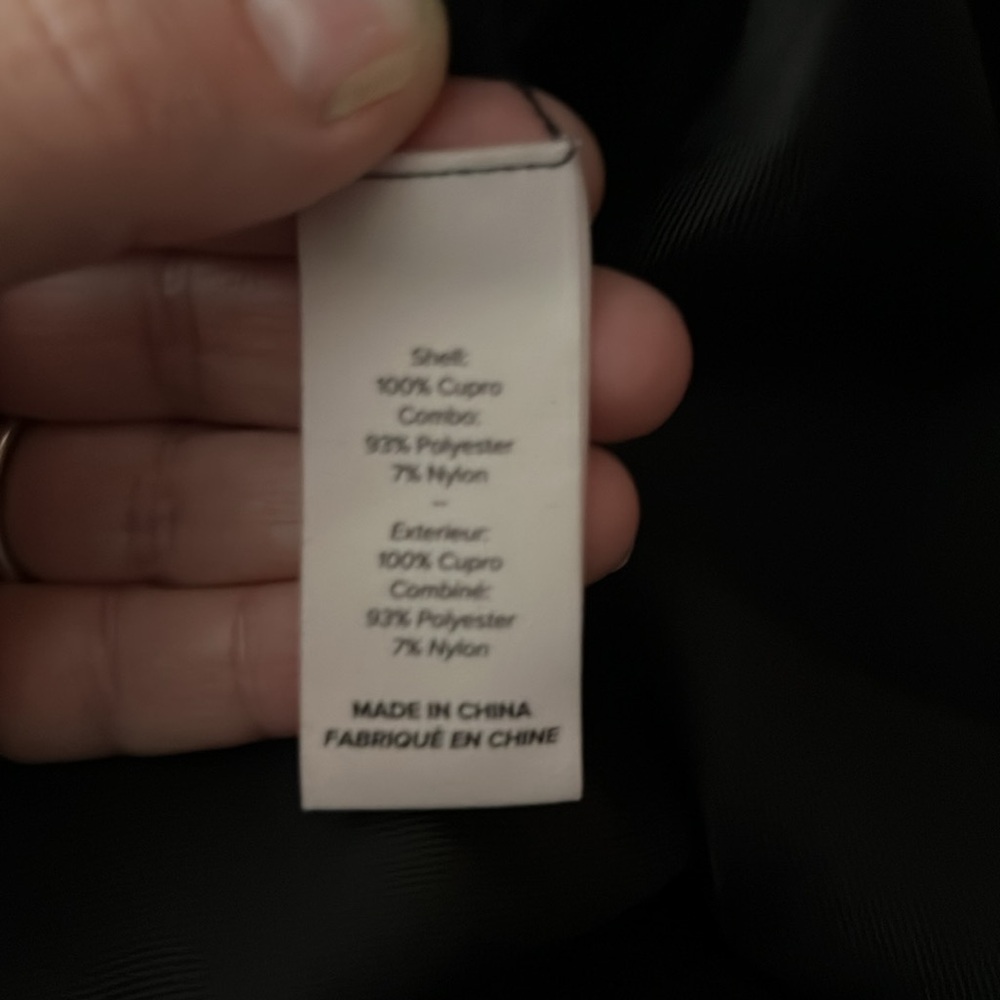 Shell:
100% Cupro
Combo:
93% Polyester
7% Nylon
--
Exterieur:
100% Cupro
Combiné:
93% Polyester
7% Nylon
MADE IN CHINA
FABRIQUÉ EN CHINE